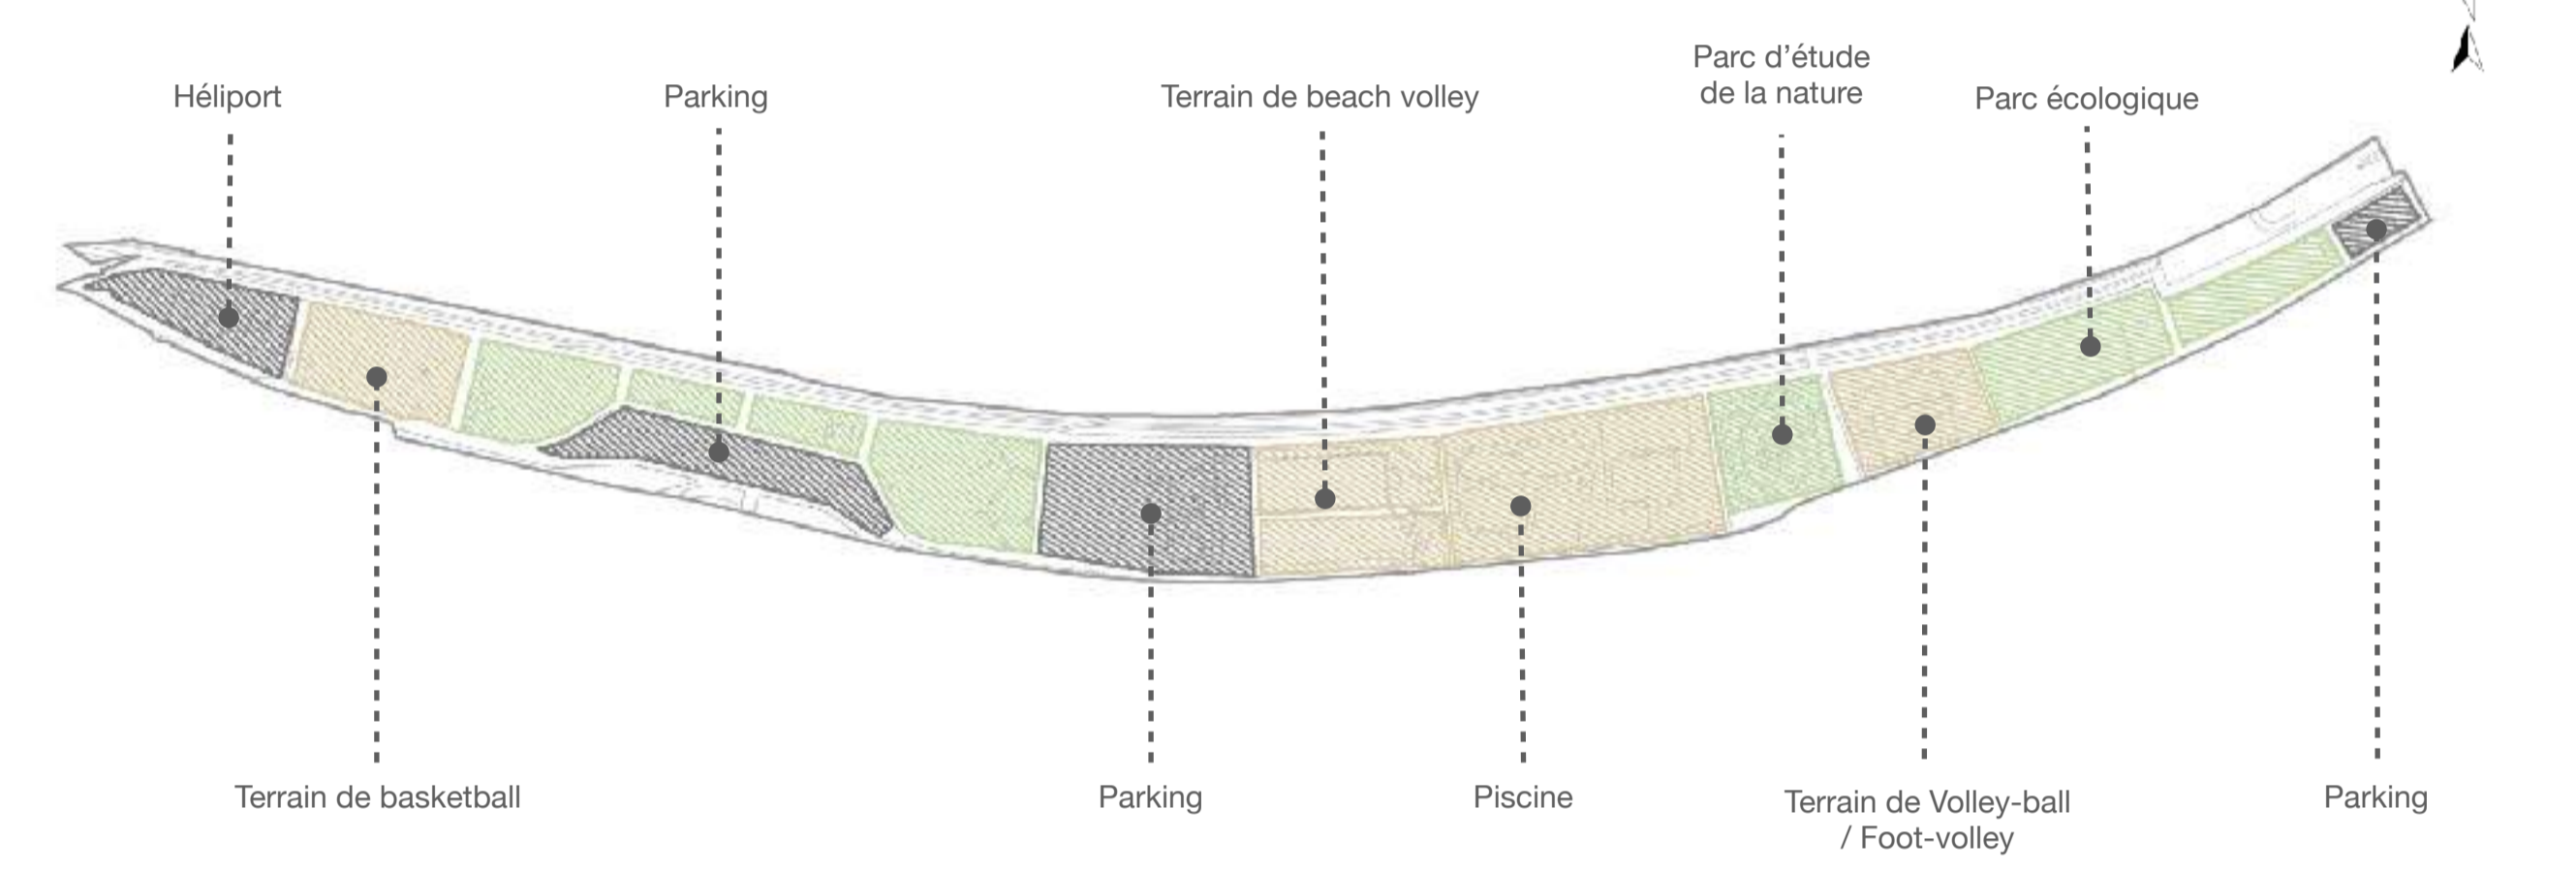 Héliport
Parking
Terrain de beach volley
Parc d’étude
de la nature
Parc écologique
Terrain de basketball
Parking
Piscine
Terrain de Volley-ball
/ Foot-volley
Parking